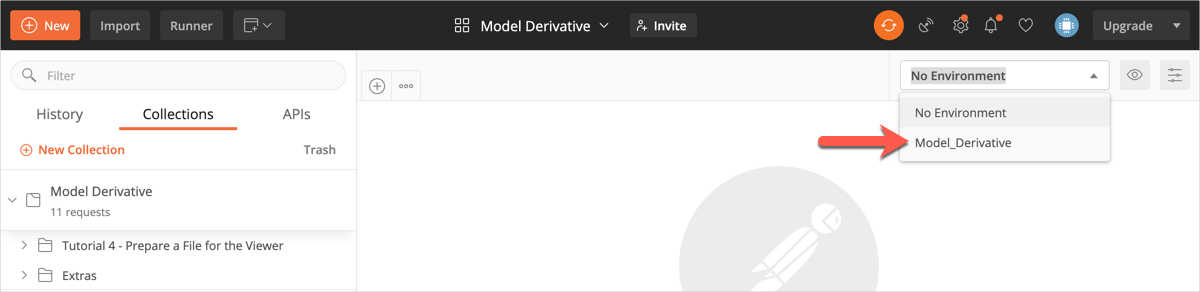 New Import Runner Model Derivative Invite Upgrade
Filter
No Environment
History Collections APIs
No Environment
New Collection Trash
Model_Derivative
Model Derivative
11 requests
Tutorial 4 - Prepare a File for the Viewer
Extras